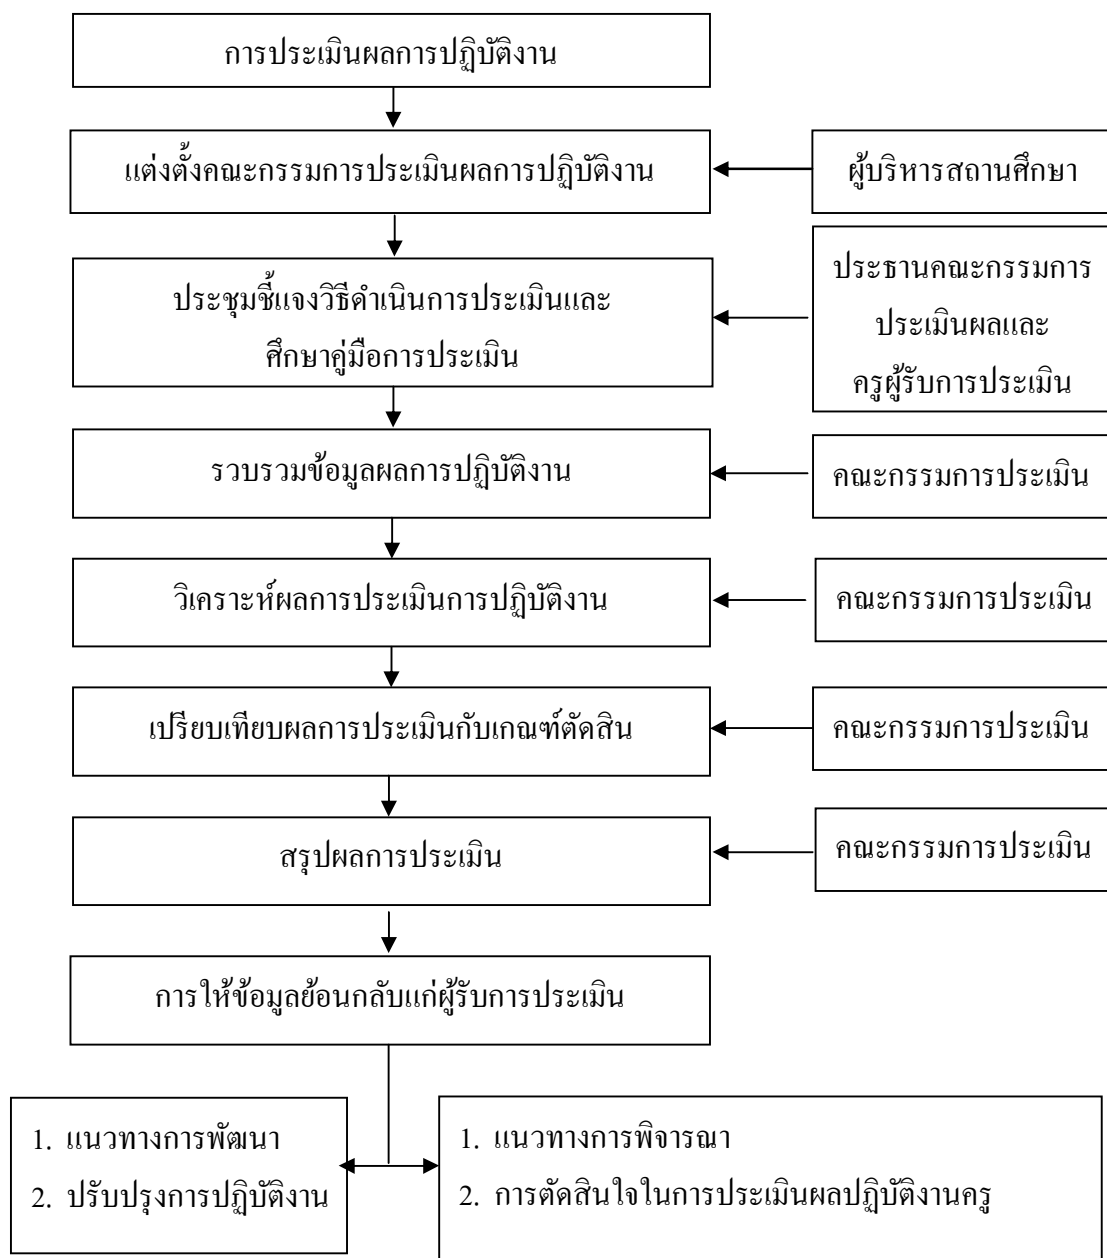 การประเมินผลการปฏิบัติงาน
แต่งตั้งคณะกรรมการประเมินผลการปฏิบัติงาน
ผู้บริหารสถานศึกษา
ประชุมชี้แจงวิธีดำเนินการประเมินและ
ศึกษาคู่มือการประเมิน
ประธานคณะกรรมการ
ประเมินผลและ
ครูผู้รับการประเมิน
รวบรวมข้อมูลผลการปฏิบัติงาน
คณะกรรมการประเมิน
วิเคราะห์ผลการประเมินการปฏิบัติงาน
คณะกรรมการประเมิน
เปรียบเทียบผลการประเมินกับเกณฑ์ตัดสิน
คณะกรรมการประเมิน
สรุปผลการประเมิน
คณะกรรมการประเมิน
การให้ข้อมูลย้อนกลับแก่ผู้รับการประเมิน
1. แนวทางการพัฒนา
2. ปรับปรุงการปฏิบัติงาน
1. แนวทางการพิจารณา
2. การตัดสินใจในการประเมินผลปฏิบัติงานครู